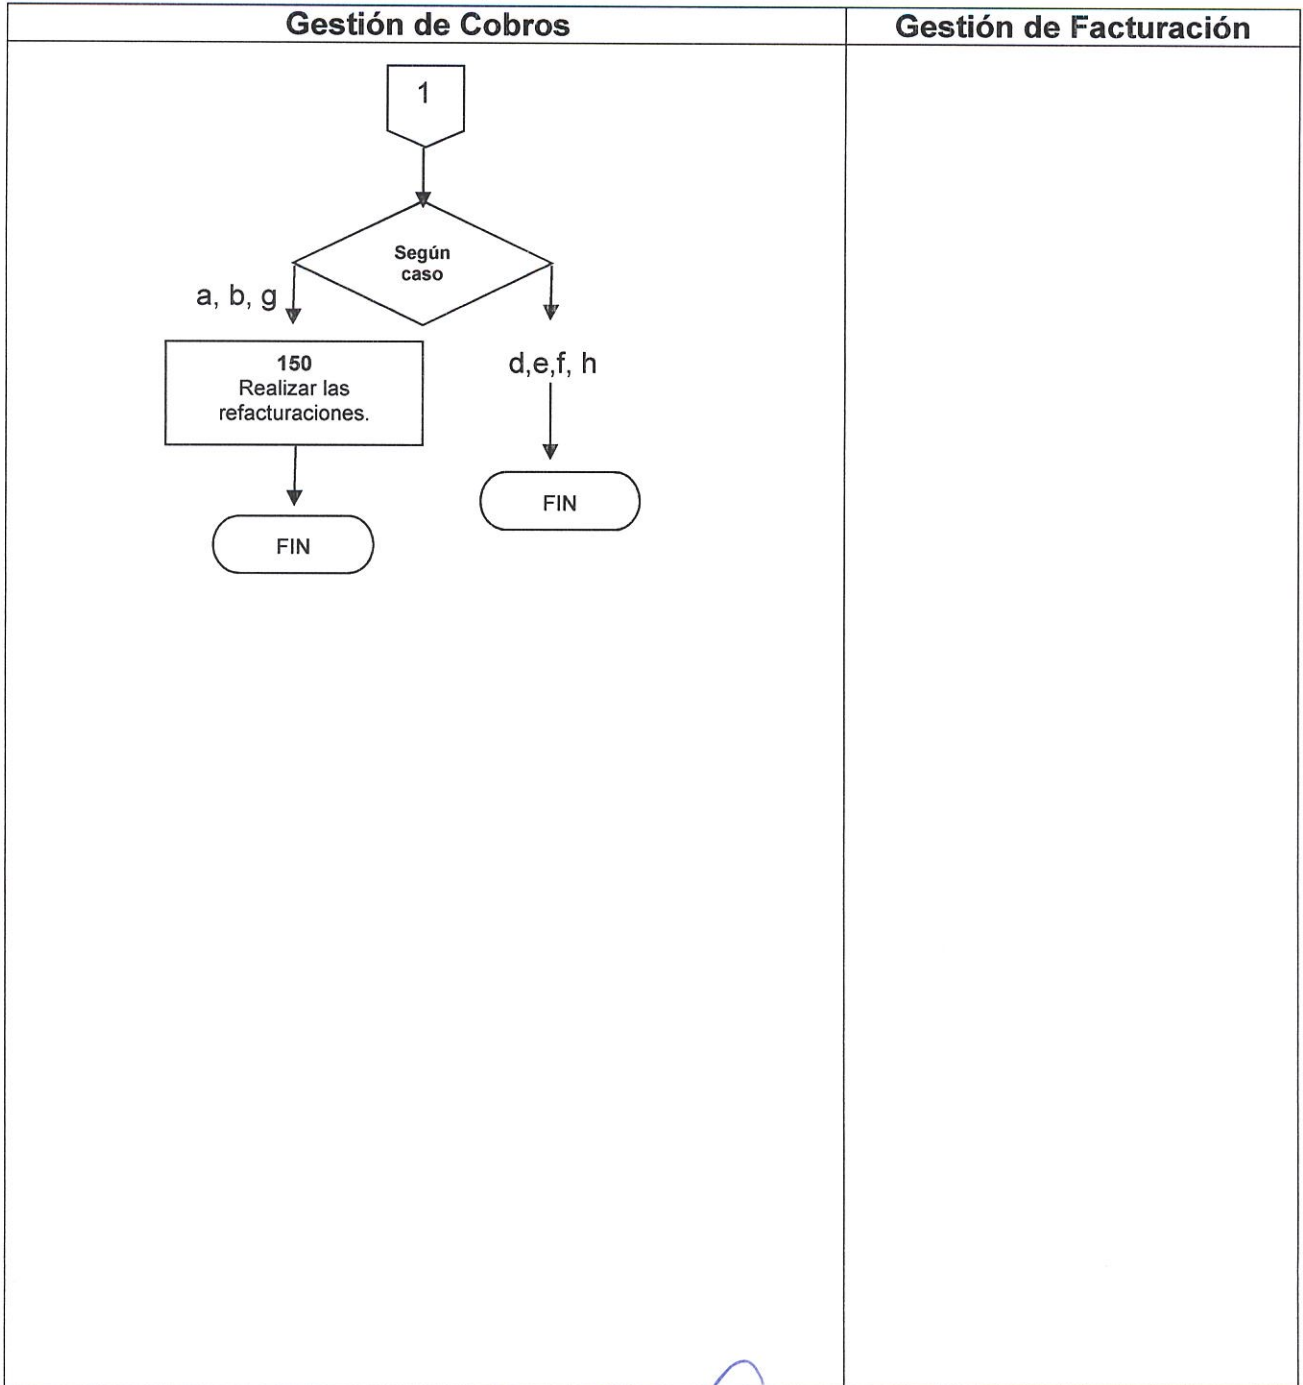 Gestión de Cobros
Gestión de Facturación
1
Según
caso
a, b, g
150
Realizar las
refacturaciones.
d,e,f, h
FIN
FIN